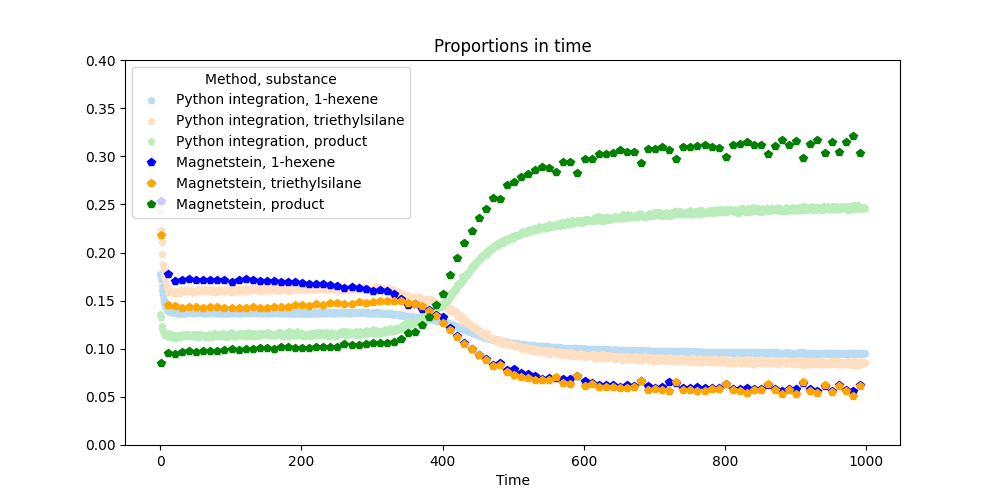 Proportions in time
0.40
0.35
0.30
0.25
0.20
0.15
0.10
0.05
0.00
Method, substance
Python integration, 1-hexene
Python integration, triethylsilane
Python integration, product
Magnetstein, 1-hexene
Magnetstein, triethylsilane
Magnetstein, product
0
200
400
600
800
1000
Time